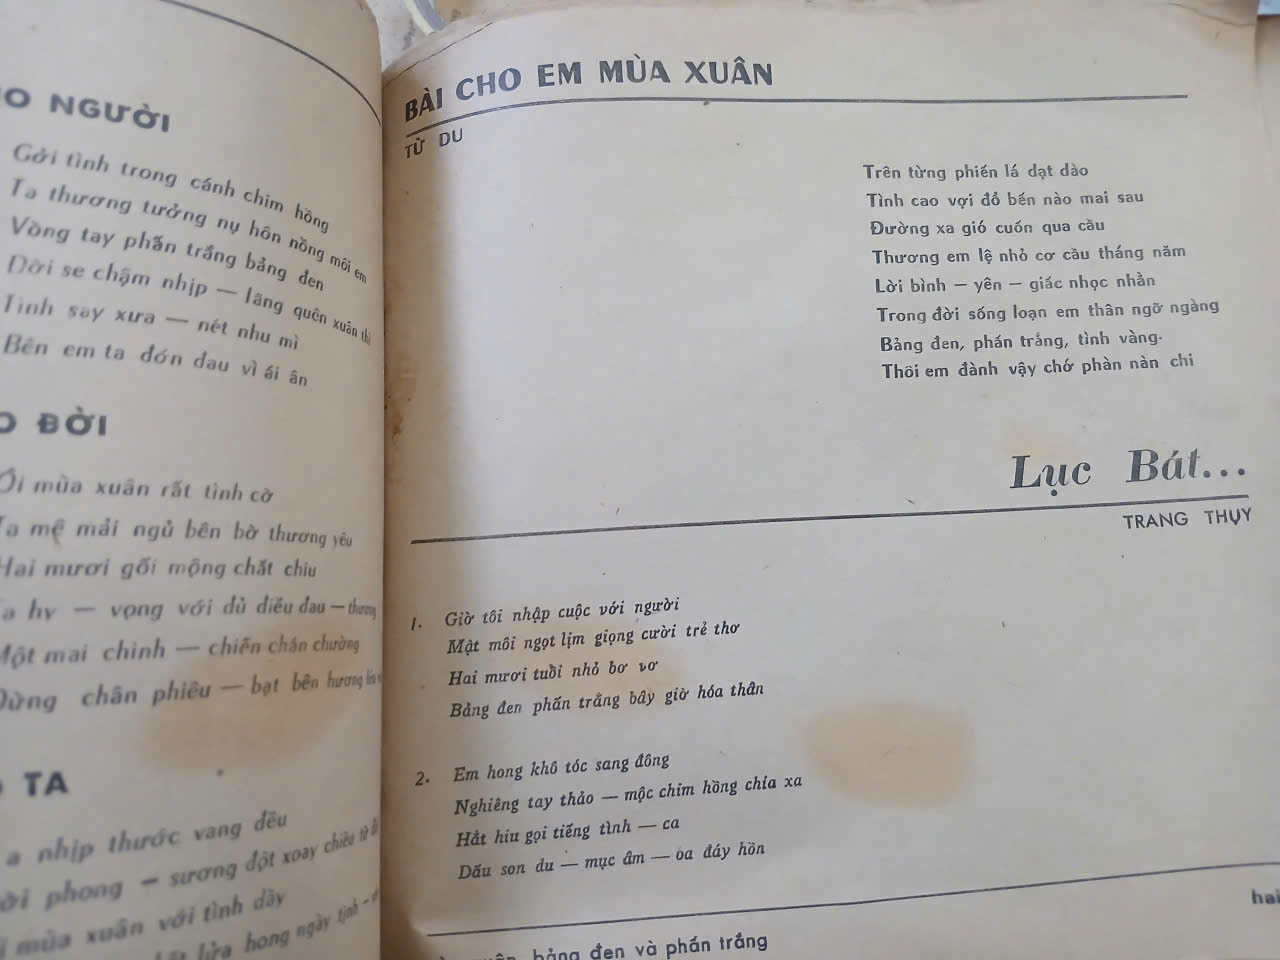 NGƯỜI
Gởi tình trong cánh chim hồng
Ta thương tưởng nụ hôn nồng môi em
Vòng tay phấn trắng bảng đen
Đời se chậm nhịp — lãng quên xuân thì
Tình say xưa — nét nhu mì
Bên em ta đón đau vì ái ân
ĐỜI
Ôi mùa xuân rất tình cờ
Ta mê mải ngủ bên bờ thương yêu
Hai mươi gối mộng chắt chiu
hy — vọng với đủ điều đau — thương
Một mai chinh — chiến chán chường
Dừng chân phiêu — bạt bên hương
TA
nhịp thước vang đều
phong — sương đột xoay chiều từ
mùa xuân với tình dầy
lửa hong ngày tịnh —
BÀI CHO EM MÙA XUÂN
TỪ DU
Trên từng phiến lá dạt dào
Tình cao vợi đổ bến nào mai sau
Đường xa gió cuốn qua cầu
Thương em lệ nhỏ cơ cầu tháng năm
Lời bình — yên — giấc nhọc nhằn
Trong đời sống loạn em thân ngỡ ngàng
Bảng đen, phấn trắng, tình vàng.
Thôi em đành vậy chớ phàn nàn chi
Lục Bát...
TRANG THỤY
1. Giờ tôi nhập cuộc với người
Mật môi ngọt lịm giọng cười trẻ thơ
Hai mươi tuổi nhỏ bơ vơ
Bảng đen phấn trắng bây giờ hóa thân
2. Em hong khô tóc sang đông
Nghiêng tay thảo — mộc chim hồng chia xa
Hắt hiu gọi tiếng tình — ca
Dấu son du — mục âm — oa đáy hồn
hai
bảng đen và phấn trắng